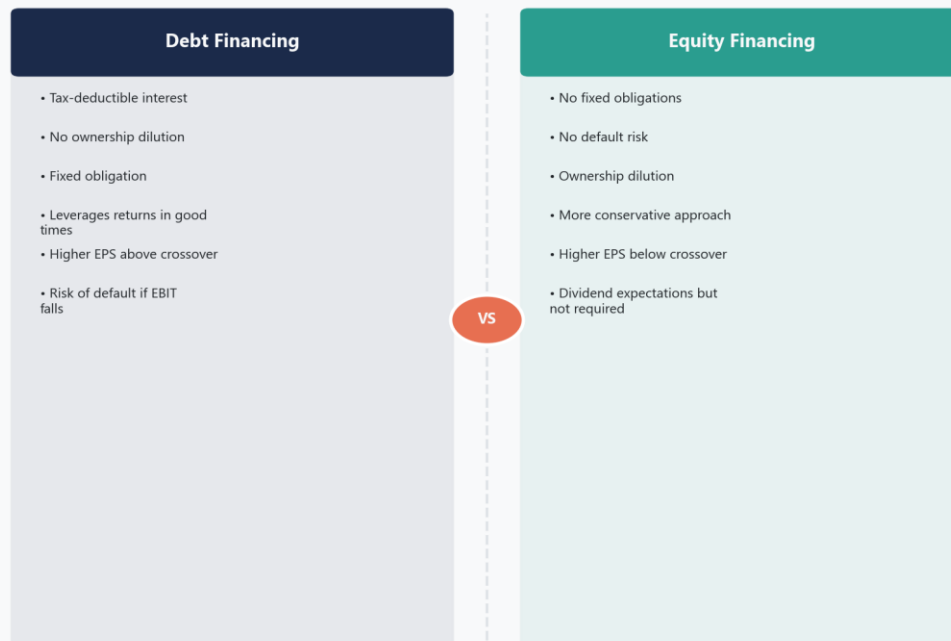 Debt Financing
• Tax-deductible interest
• No ownership dilution
• Fixed obligation
• Leverages returns in good
times
• Higher EPS above crossover
• Risk of default if EBIT
falls
VS
Equity Financing
• No fixed obligations
• No default risk
• Ownership dilution
• More conservative approach
• Higher EPS below crossover
• Dividend expectations but
not required